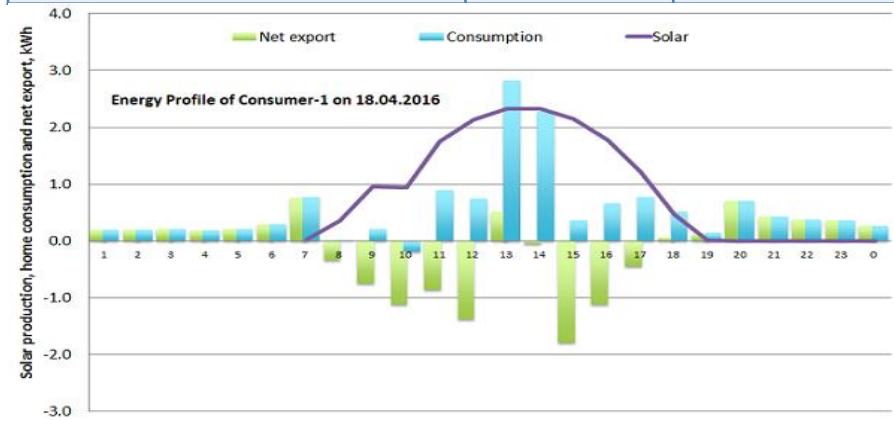 4.0
Net export Consumption Solar
3.0
Energy Profile of Consumer-1 on 18.04.2016
2.0
1.0
0.0
1 2 3 4 5 6 7 8 9 10 11 12 13 14 15 16 17 18 19 20 21 22 23 0
-1.0
-2.0
-3.0
Solar production, home consumption and net export, kWh